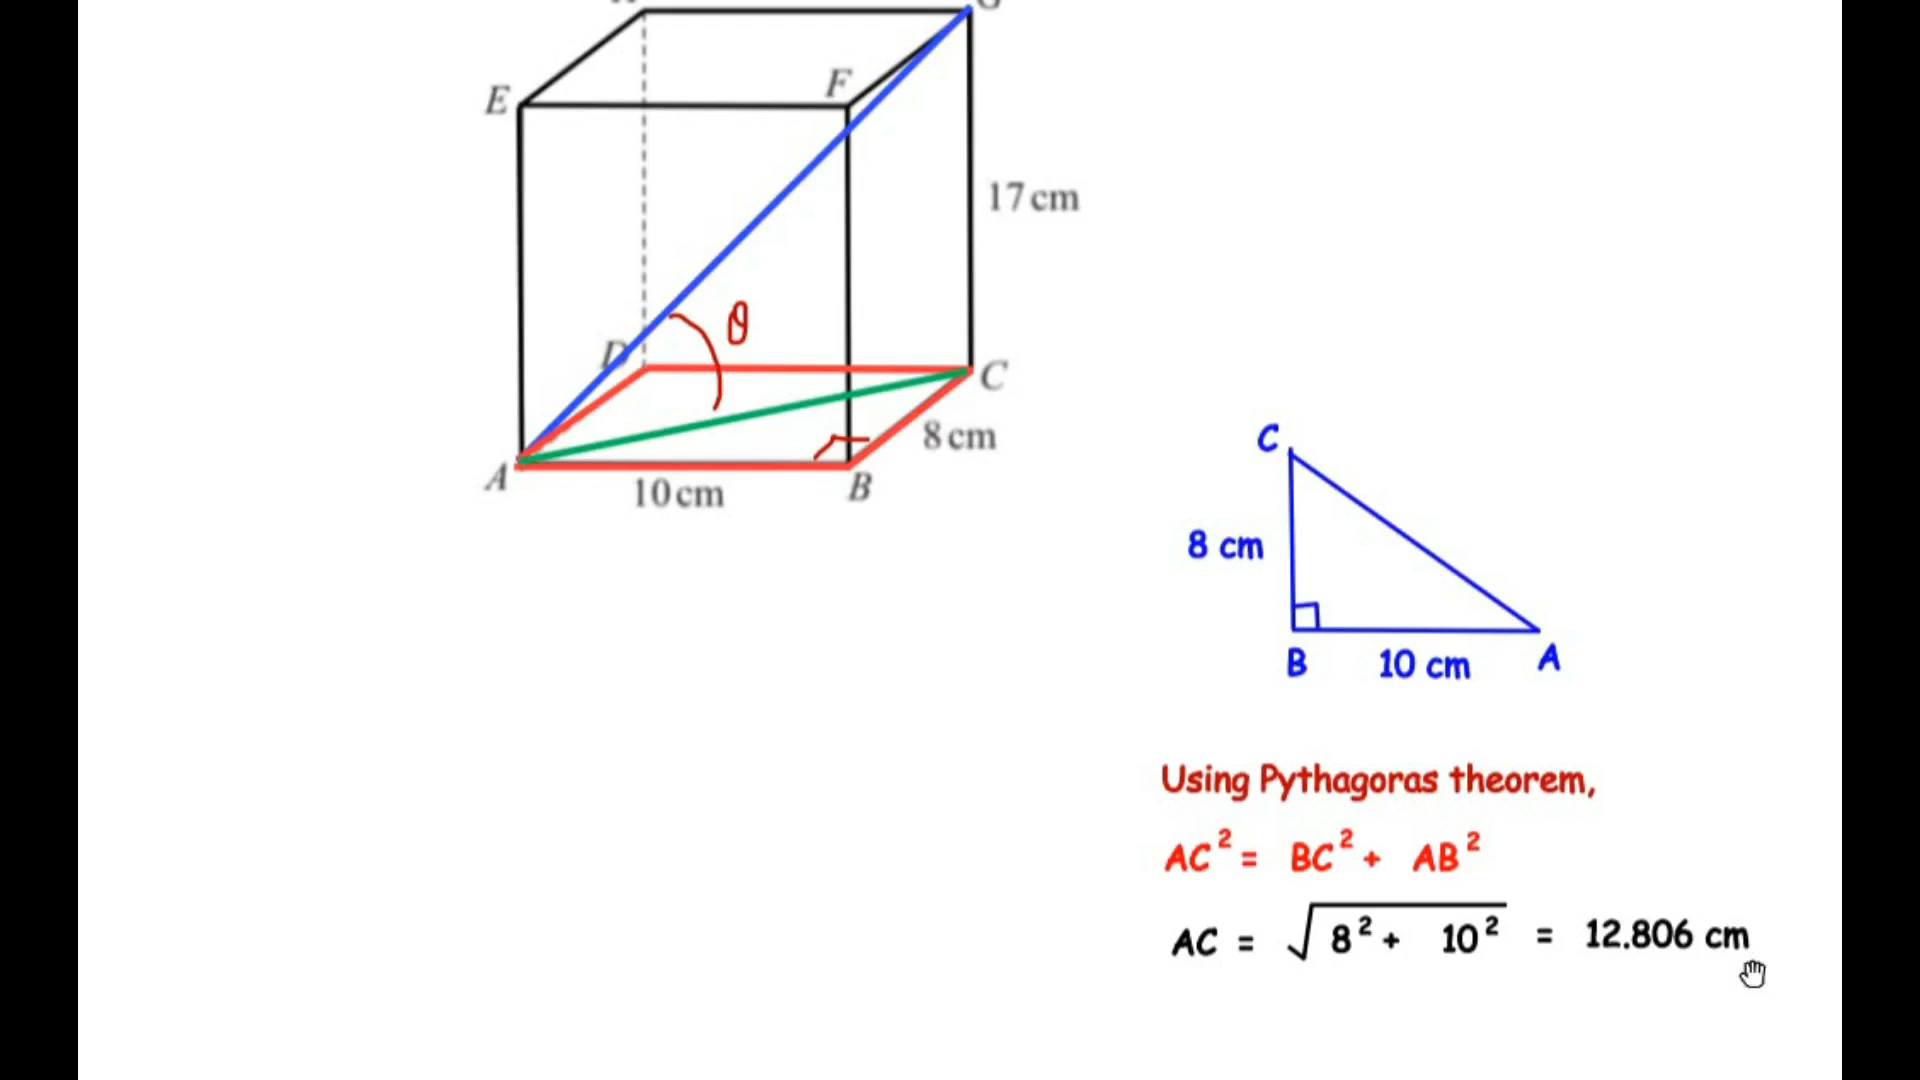 E
F
17 cm
θ
D
C
8 cm
A
10 cm
B
C
8 cm
B
10 cm
A
Using Pythagoras theorem,
AC² = BC² + AB²
AC = √8² + 10² = 12.806 cm